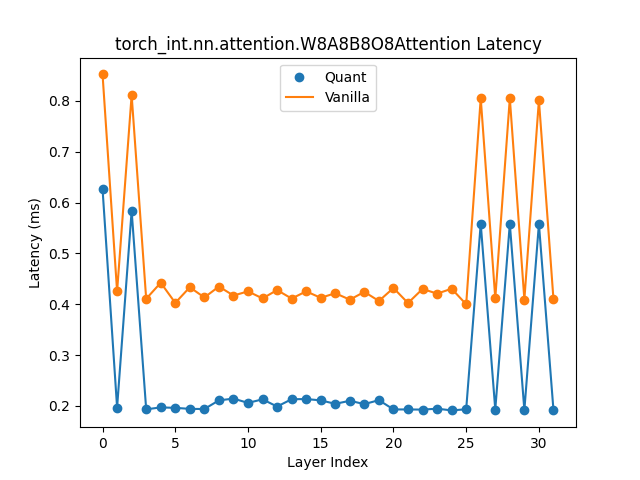 torch_int.nn.attention.W8A8B8O8Attention Latency
Quant
Vanilla
Latency (ms)
0.8
0.7
0.6
0.5
0.4
0.3
0.2
0 5 10 15 20 25 30
Layer Index